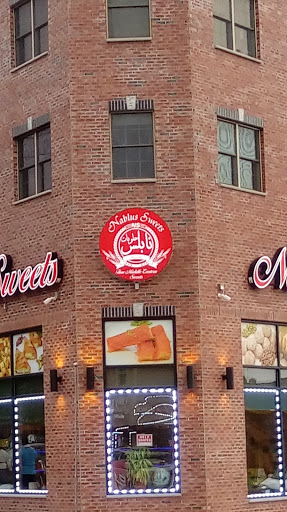 Nablus Sweets
نابلس
Fine Middle Eastern
Sweets
Sweets
N